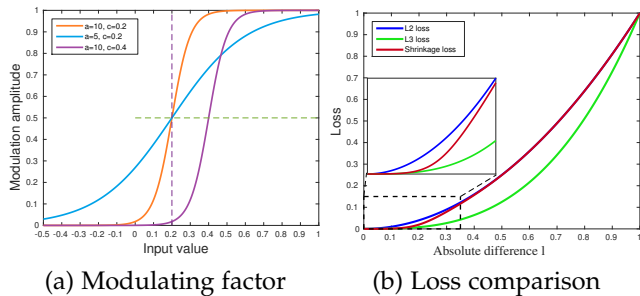 a=10, c=0.2
a=5, c=0.2
a=10, c=0.4
Modulation amplitude
1
0.9
0.8
0.7
0.6
0.5
0.4
0.3
0.2
0.1
0
-0.5 -0.4 -0.3 -0.2 -0.1 0 0.1 0.2 0.3 0.4 0.5 0.6 0.7 0.8 0.9 1
Input value
(a) Modulating factor
L2 loss
L3 loss
Shrinkage loss
Loss
1
0.9
0.8
0.7
0.6
0.5
0.4
0.3
0.2
0.1
0
0 0.1 0.2 0.3 0.4 0.5 0.6 0.7 0.8 0.9 1
Absolute difference l
(b) Loss comparison